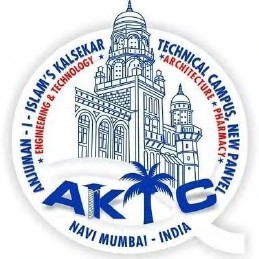 ANJUMAN - I - ISLAM'S KALSEKAR TECHNICAL CAMPUS, NEW PANVEL
★ ENGINEERING & TECHNOLOGY ★ ARCHITECTURE ★ PHARMACY ★
AKTC
NAVI MUMBAI - INDIA